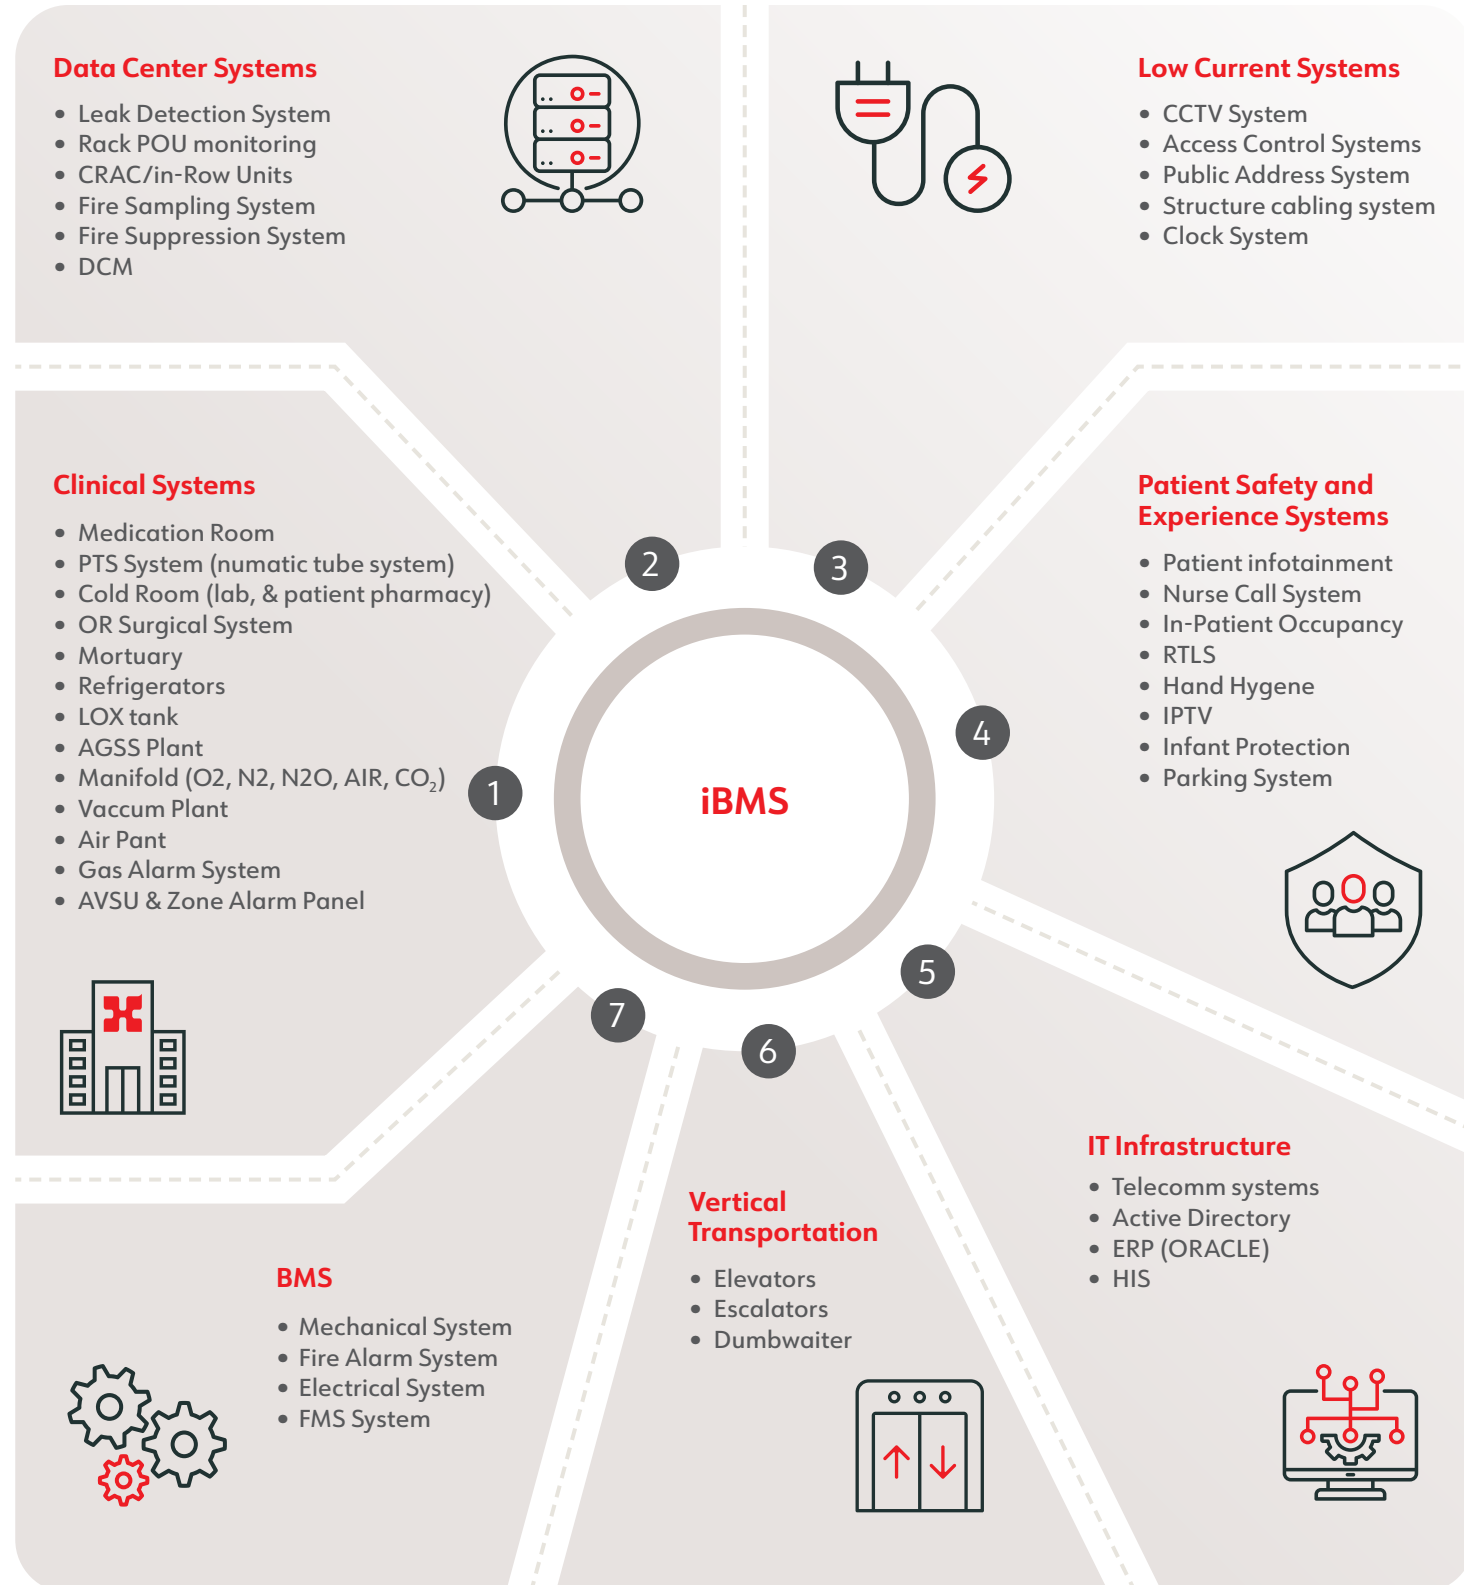 Data Center Systems
• Leak Detection System
• Rack POU monitoring
• CRAC/in-Row Units
• Fire Sampling System
• Fire Suppression System
• DCM
Low Current Systems
• CCTV System
• Access Control Systems
• Public Address System
• Structure cabling system
• Clock System
Clinical Systems
• Medication Room
• PTS System (numatic tube system)
• Cold Room (lab, & patient pharmacy)
• OR Surgical System
• Mortuary
• Refrigerators
• LOX tank
• AGSS Plant
• Manifold (O2, N2, N2O, AIR, CO₂)
• Vaccum Plant
• Air Pant
• Gas Alarm System
• AVSU & Zone Alarm Panel
Patient Safety and
Experience Systems
• Patient infotainment
• Nurse Call System
• In-Patient Occupancy
• RTLS
• Hand Hygene
• IPTV
• Infant Protection
• Parking System
2
3
4
1
iBMS
5
7
6
IT Infrastructure
• Telecomm systems
• Active Directory
• ERP (ORACLE)
• HIS
Vertical
Transportation
• Elevators
• Escalators
• Dumbwaiter
BMS
• Mechanical System
• Fire Alarm System
• Electrical System
• FMS System